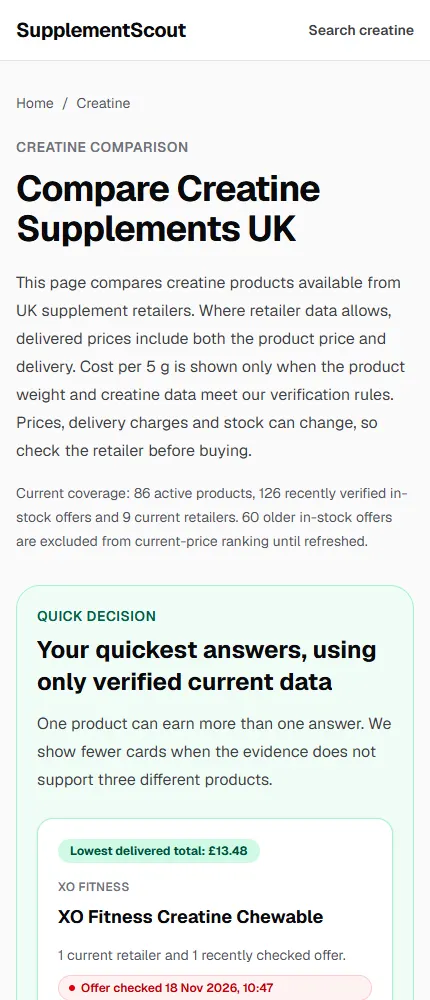 SupplementScout
Search creatine
Home / Creatine
CREATINE COMPARISON
Compare Creatine
Supplements UK
This page compares creatine products available from
UK supplement retailers. Where retailer data allows,
delivered prices include both the product price and
delivery. Cost per 5 g is shown only when the product
weight and creatine data meet our verification rules.
Prices, delivery charges and stock can change, so
check the retailer before buying.
Current coverage: 86 active products, 126 recently verified in-
stock offers and 9 current retailers. 60 older in-stock offers
are excluded from current-price ranking until refreshed.
QUICK DECISION
Your quickest answers, using
only verified current data
One product can earn more than one answer. We
show fewer cards when the evidence does not
support three different products.
Lowest delivered total: £13.48
XO FITNESS
XO Fitness Creatine Chewable
1 current retailer and 1 recently checked offer.
Offer checked 18 Nov 2026, 10:47